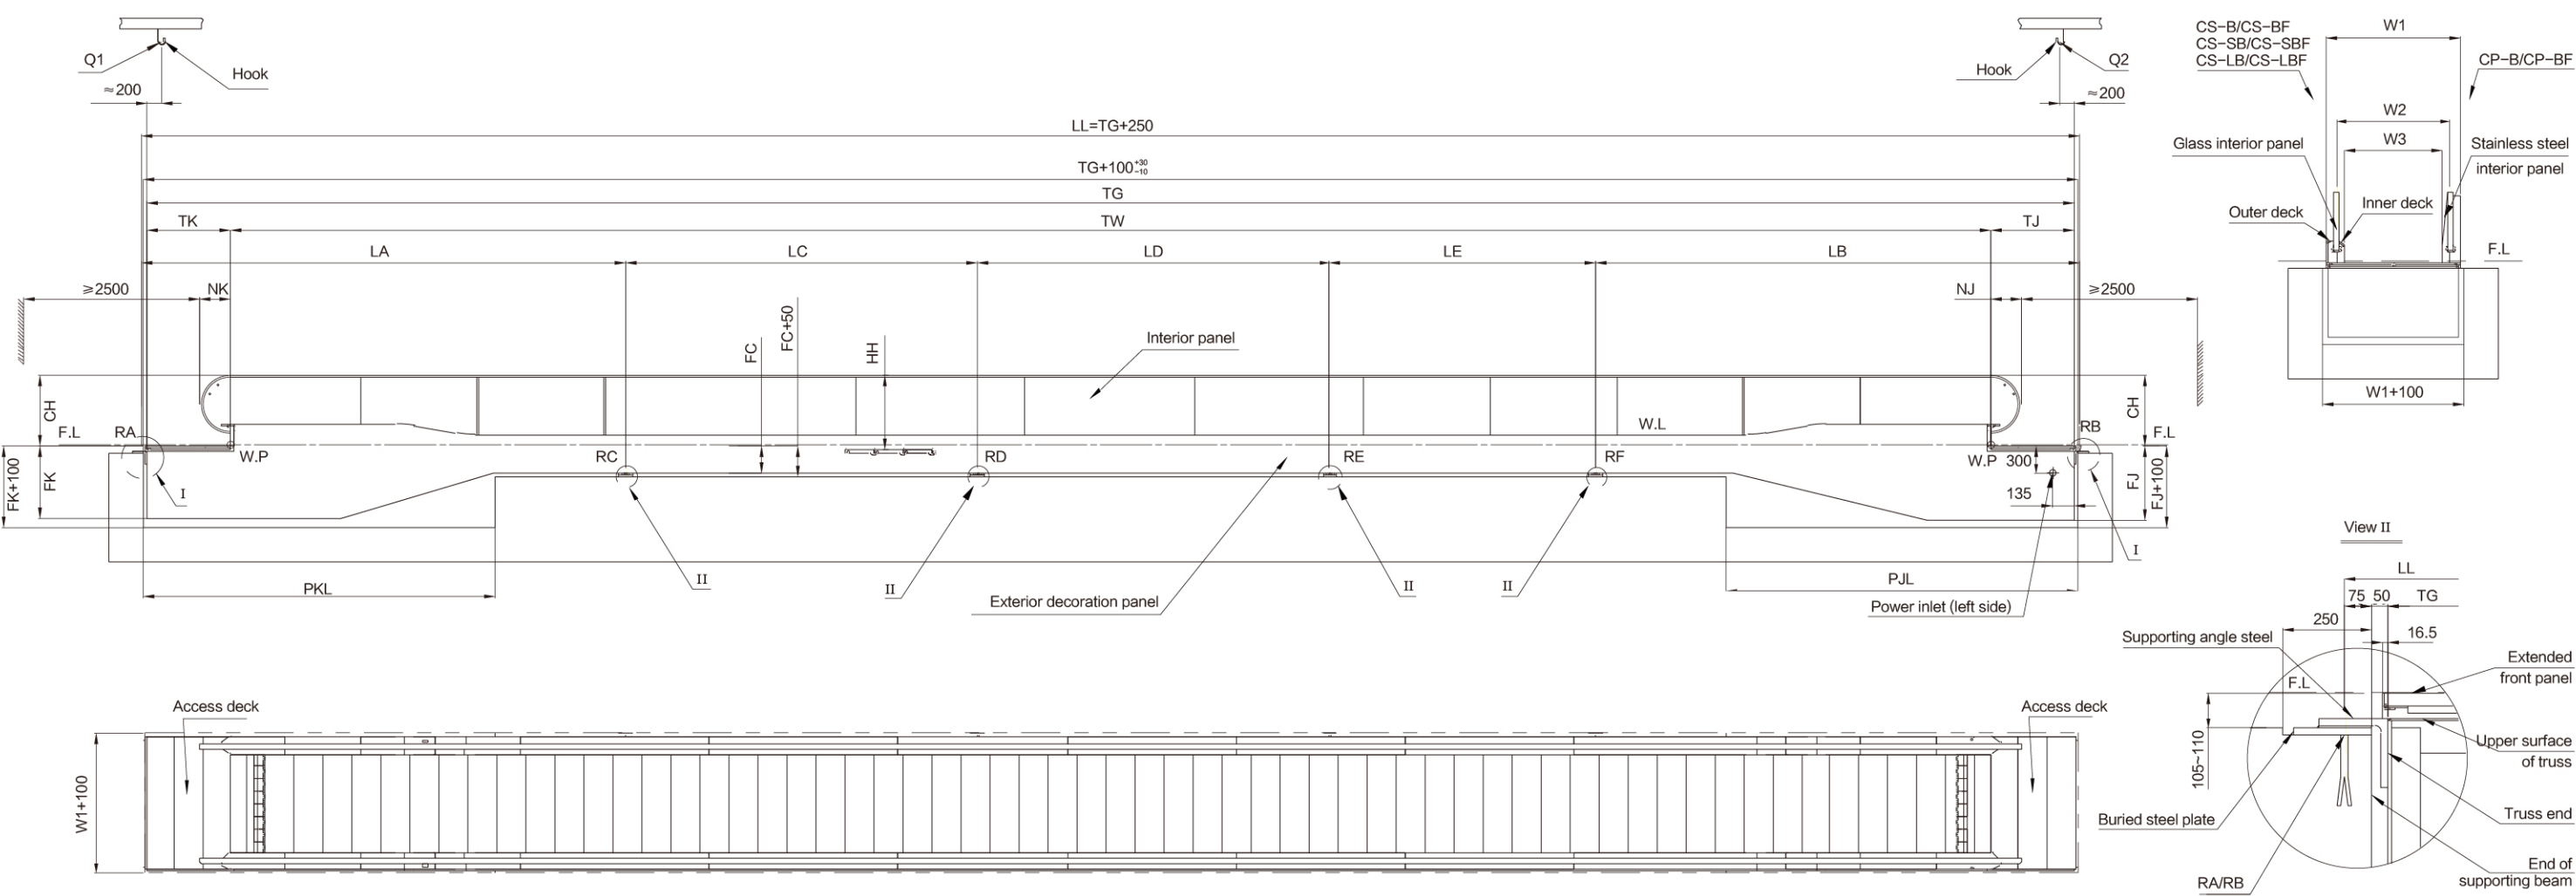 Q1
Hook
≈200
Hook
Q2
≈200
LL=TG+250
TG+100 +30 -10
TG
TK
TW
TJ
LA
LC
LD
LE
LB
≥2500
NK
NJ
≥2500
FC
FC+50
HH
Interior panel
CH
F.L
RA
W.P
FK+100
FK
I
RC
RD
RE
RF
W.L
W.P
300
135
CH
RB
F.L
FJ
FJ+100
I
II
II
II
II
PKL
PJL
Exterior decoration panel
Power inlet (left side)
CS-B/CS-BF
CS-SB/CS-SBF
CS-LB/CS-LBF
W1
CP-B/CP-BF
W2
W3
Glass interior panel
Stainless steel
interior panel
Outer deck
Inner deck
F.L
W1+100
Access deck
Access deck
W1+100
View II
LL
75
50
TG
250
16.5
Supporting angle steel
Extended
front panel
F.L
105~110
Upper surface
of truss
Buried steel plate
Truss end
End of
supporting beam
RA/RB